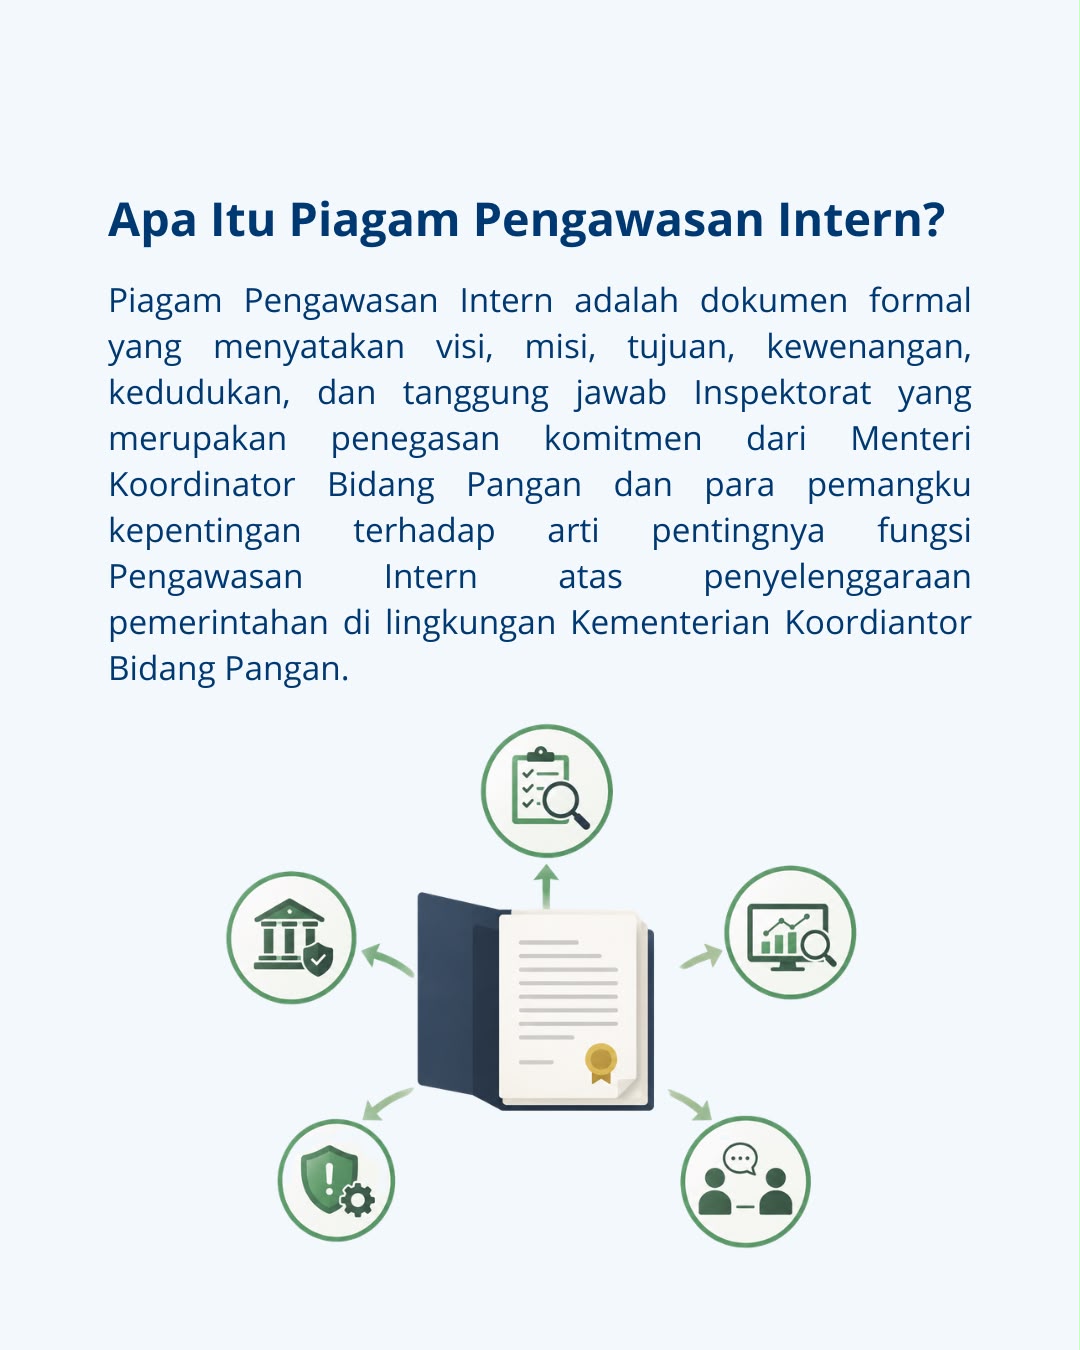 Apa Itu Piagam Pengawasan Intern?
Piagam Pengawasan Intern adalah dokumen formal
yang menyatakan visi, misi, tujuan, kewenangan,
kedudukan, dan tanggung jawab Inspektorat yang
merupakan penegasan komitmen dari Menteri
Koordinator Bidang Pangan dan para pemangku
kepentingan terhadap arti pentingnya fungsi
Pengawasan Intern atas penyelenggaraan
pemerintahan di lingkungan Kementerian Koordiantor
Bidang Pangan.